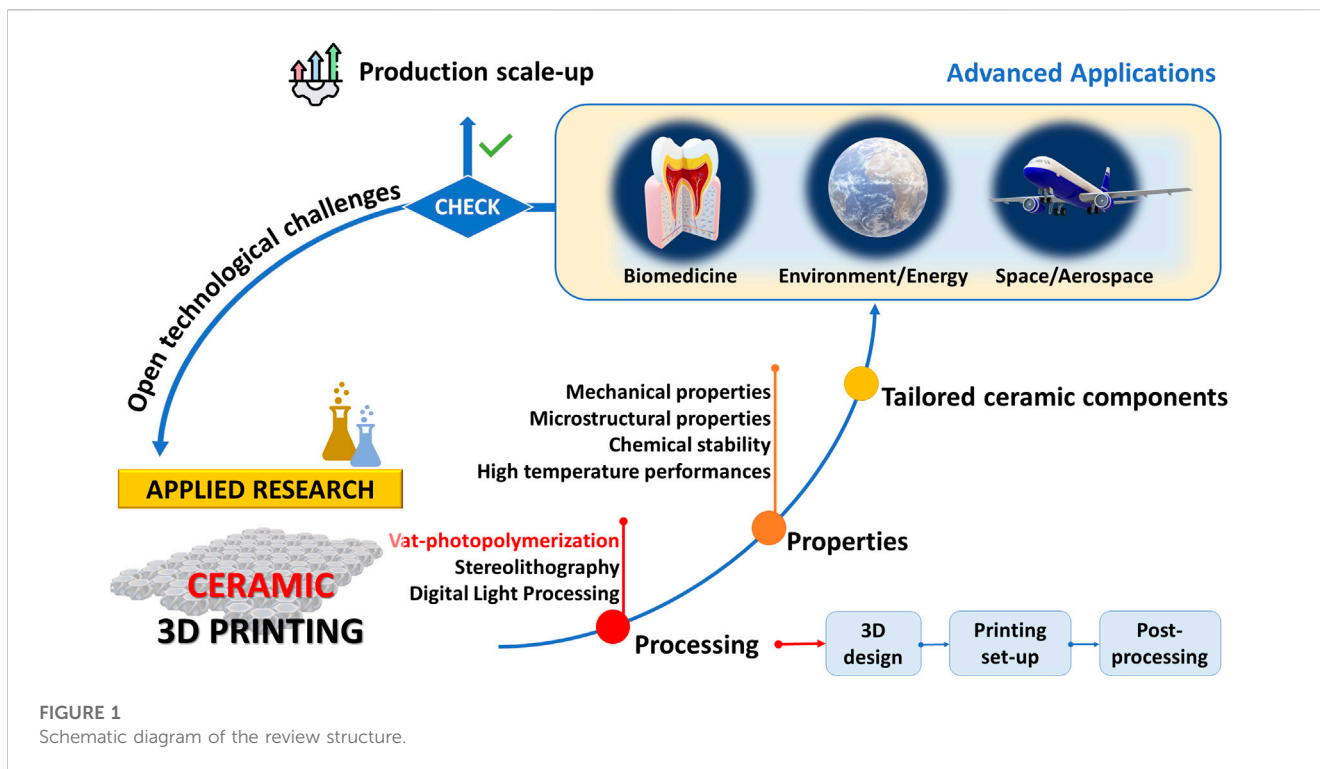 Production scale-up
Advanced Applications
CHECK
Open technological challenges
Biomedicine
Environment/Energy
Space/Aerospace
Mechanical properties
Microstructural properties
Chemical stability
High temperature performances
Tailored ceramic components
APPLIED RESEARCH
CERAMIC
3D PRINTING
Vat-photopolymerization
Stereolithography
Digital Light Processing
Properties
Processing
3D
design
Printing
set-up
Post-
processing
FIGURE 1
Schematic diagram of the review structure.